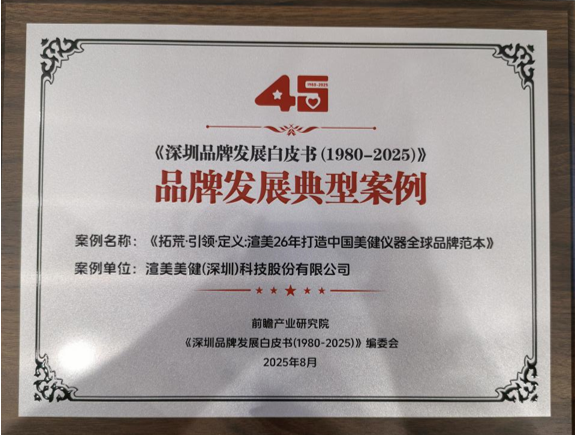 45
1980-2025
《深圳品牌发展白皮书(1980-2025)》
品牌发展典型案例
案例名称：《拓荒·引领·定义:渲美26年打造中国美健仪器全球品牌范本》
案例单位：渲美美健(深圳)科技股份有限公司
前瞻产业研究院
《深圳品牌发展白皮书(1980-2025)》编委会
2025年8月